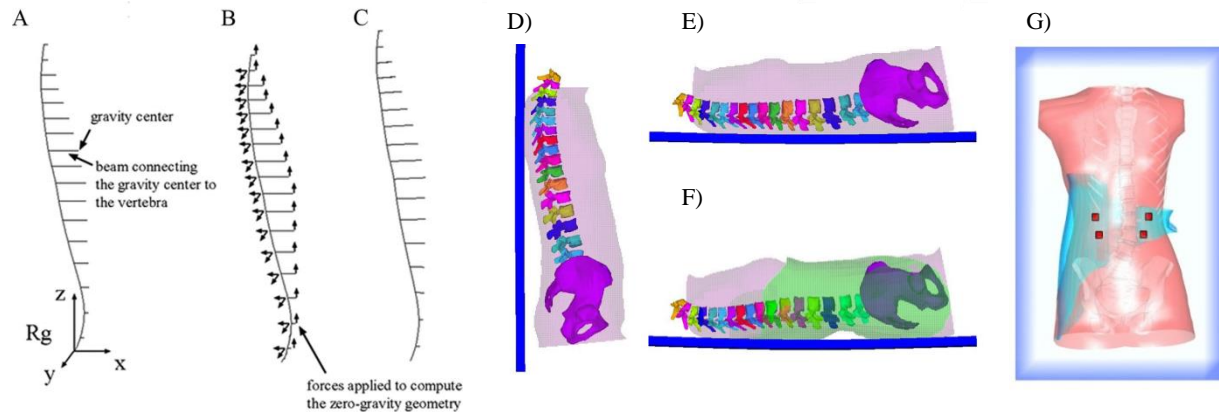 A
B
C
D)
E)
F)
G)
gravity center
beam connecting
the gravity center to
the vertebra
z
Rg
y
x
forces applied to compute
the zero-gravity geometry